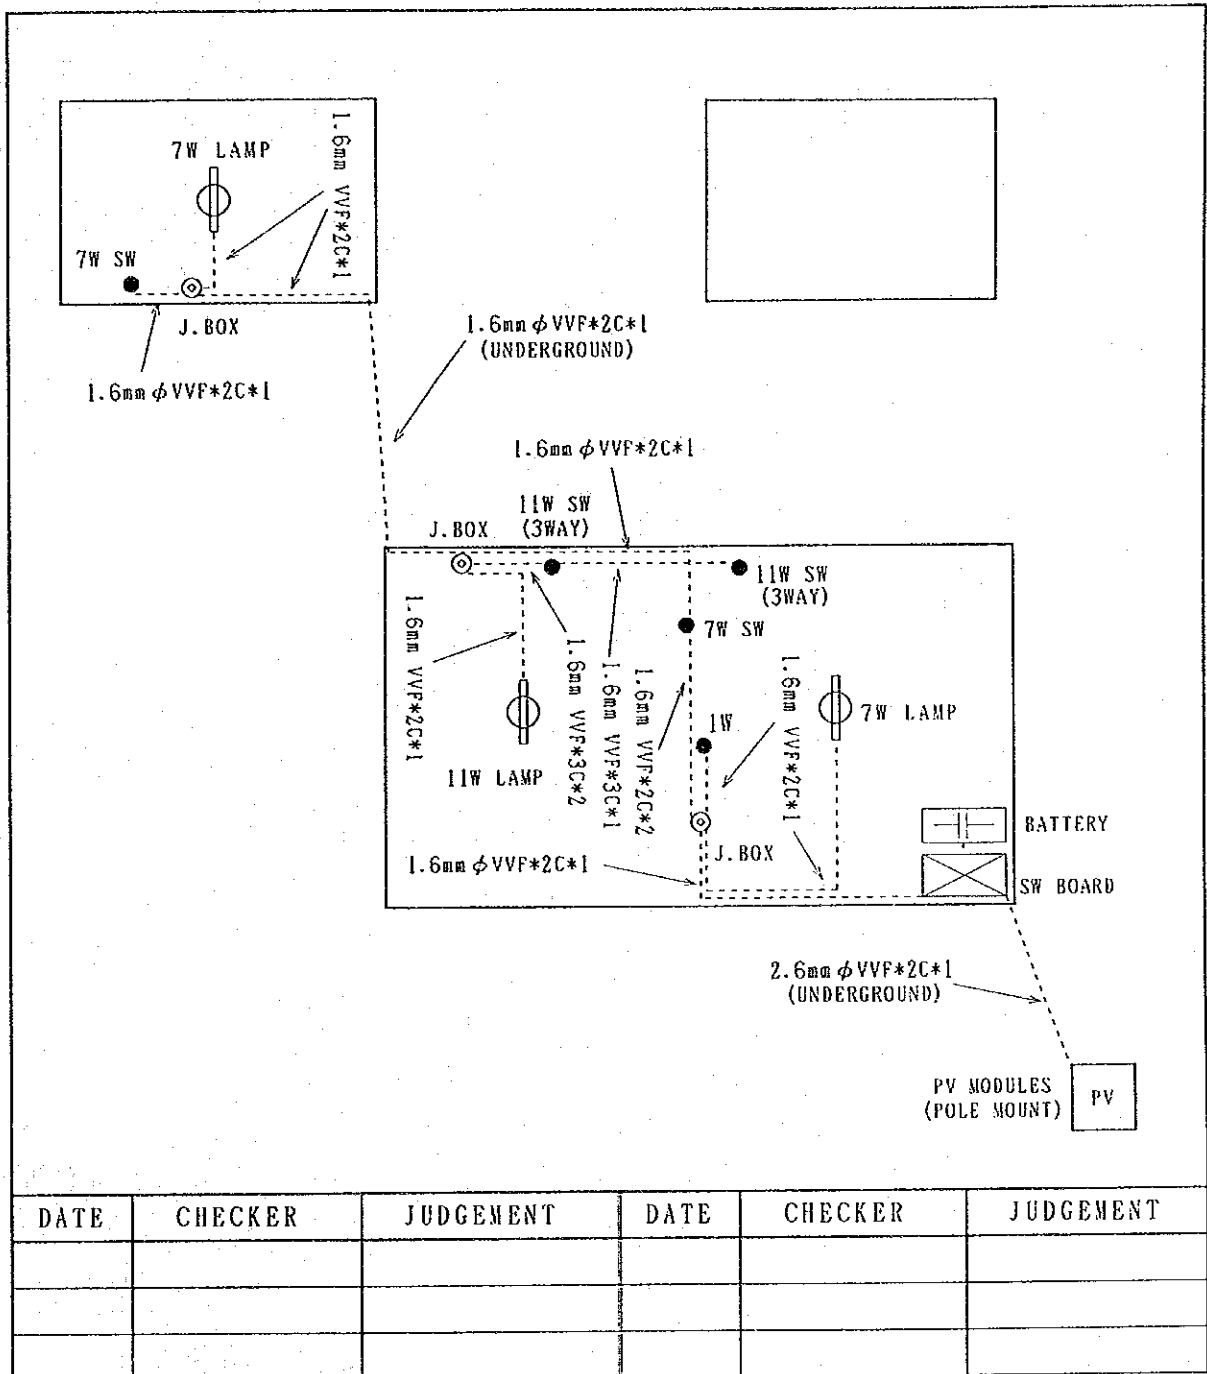 7W LAMP
1.6mm VVF*2C*1
7W SW
J.BOX
1.6mmφVVF*2C*1
1.6mmφVVF*2C*1
(UNDERGROUND)
1.6mmφVVF*2C*1
11W SW
(3WAY)
J.BOX
11W SW
(3WAY)
7W SW
1.6mm VVF*2C*1
1.6mm VVF*3C*2
1.6mm VVF*3C*1
1.6mm VVF*2C*2
1.6mm VVF*2C*1
1W
7W LAMP
11W LAMP
BATTERY
J.BOX
1.6mmφVVF*2C*1
SW BOARD
2.6mmφVVF*2C*1
(UNDERGROUND)
PV MODULES
(POLE MOUNT)
PV
DATE CHECKER JUDGEMENT DATE CHECKER JUDGEMENT